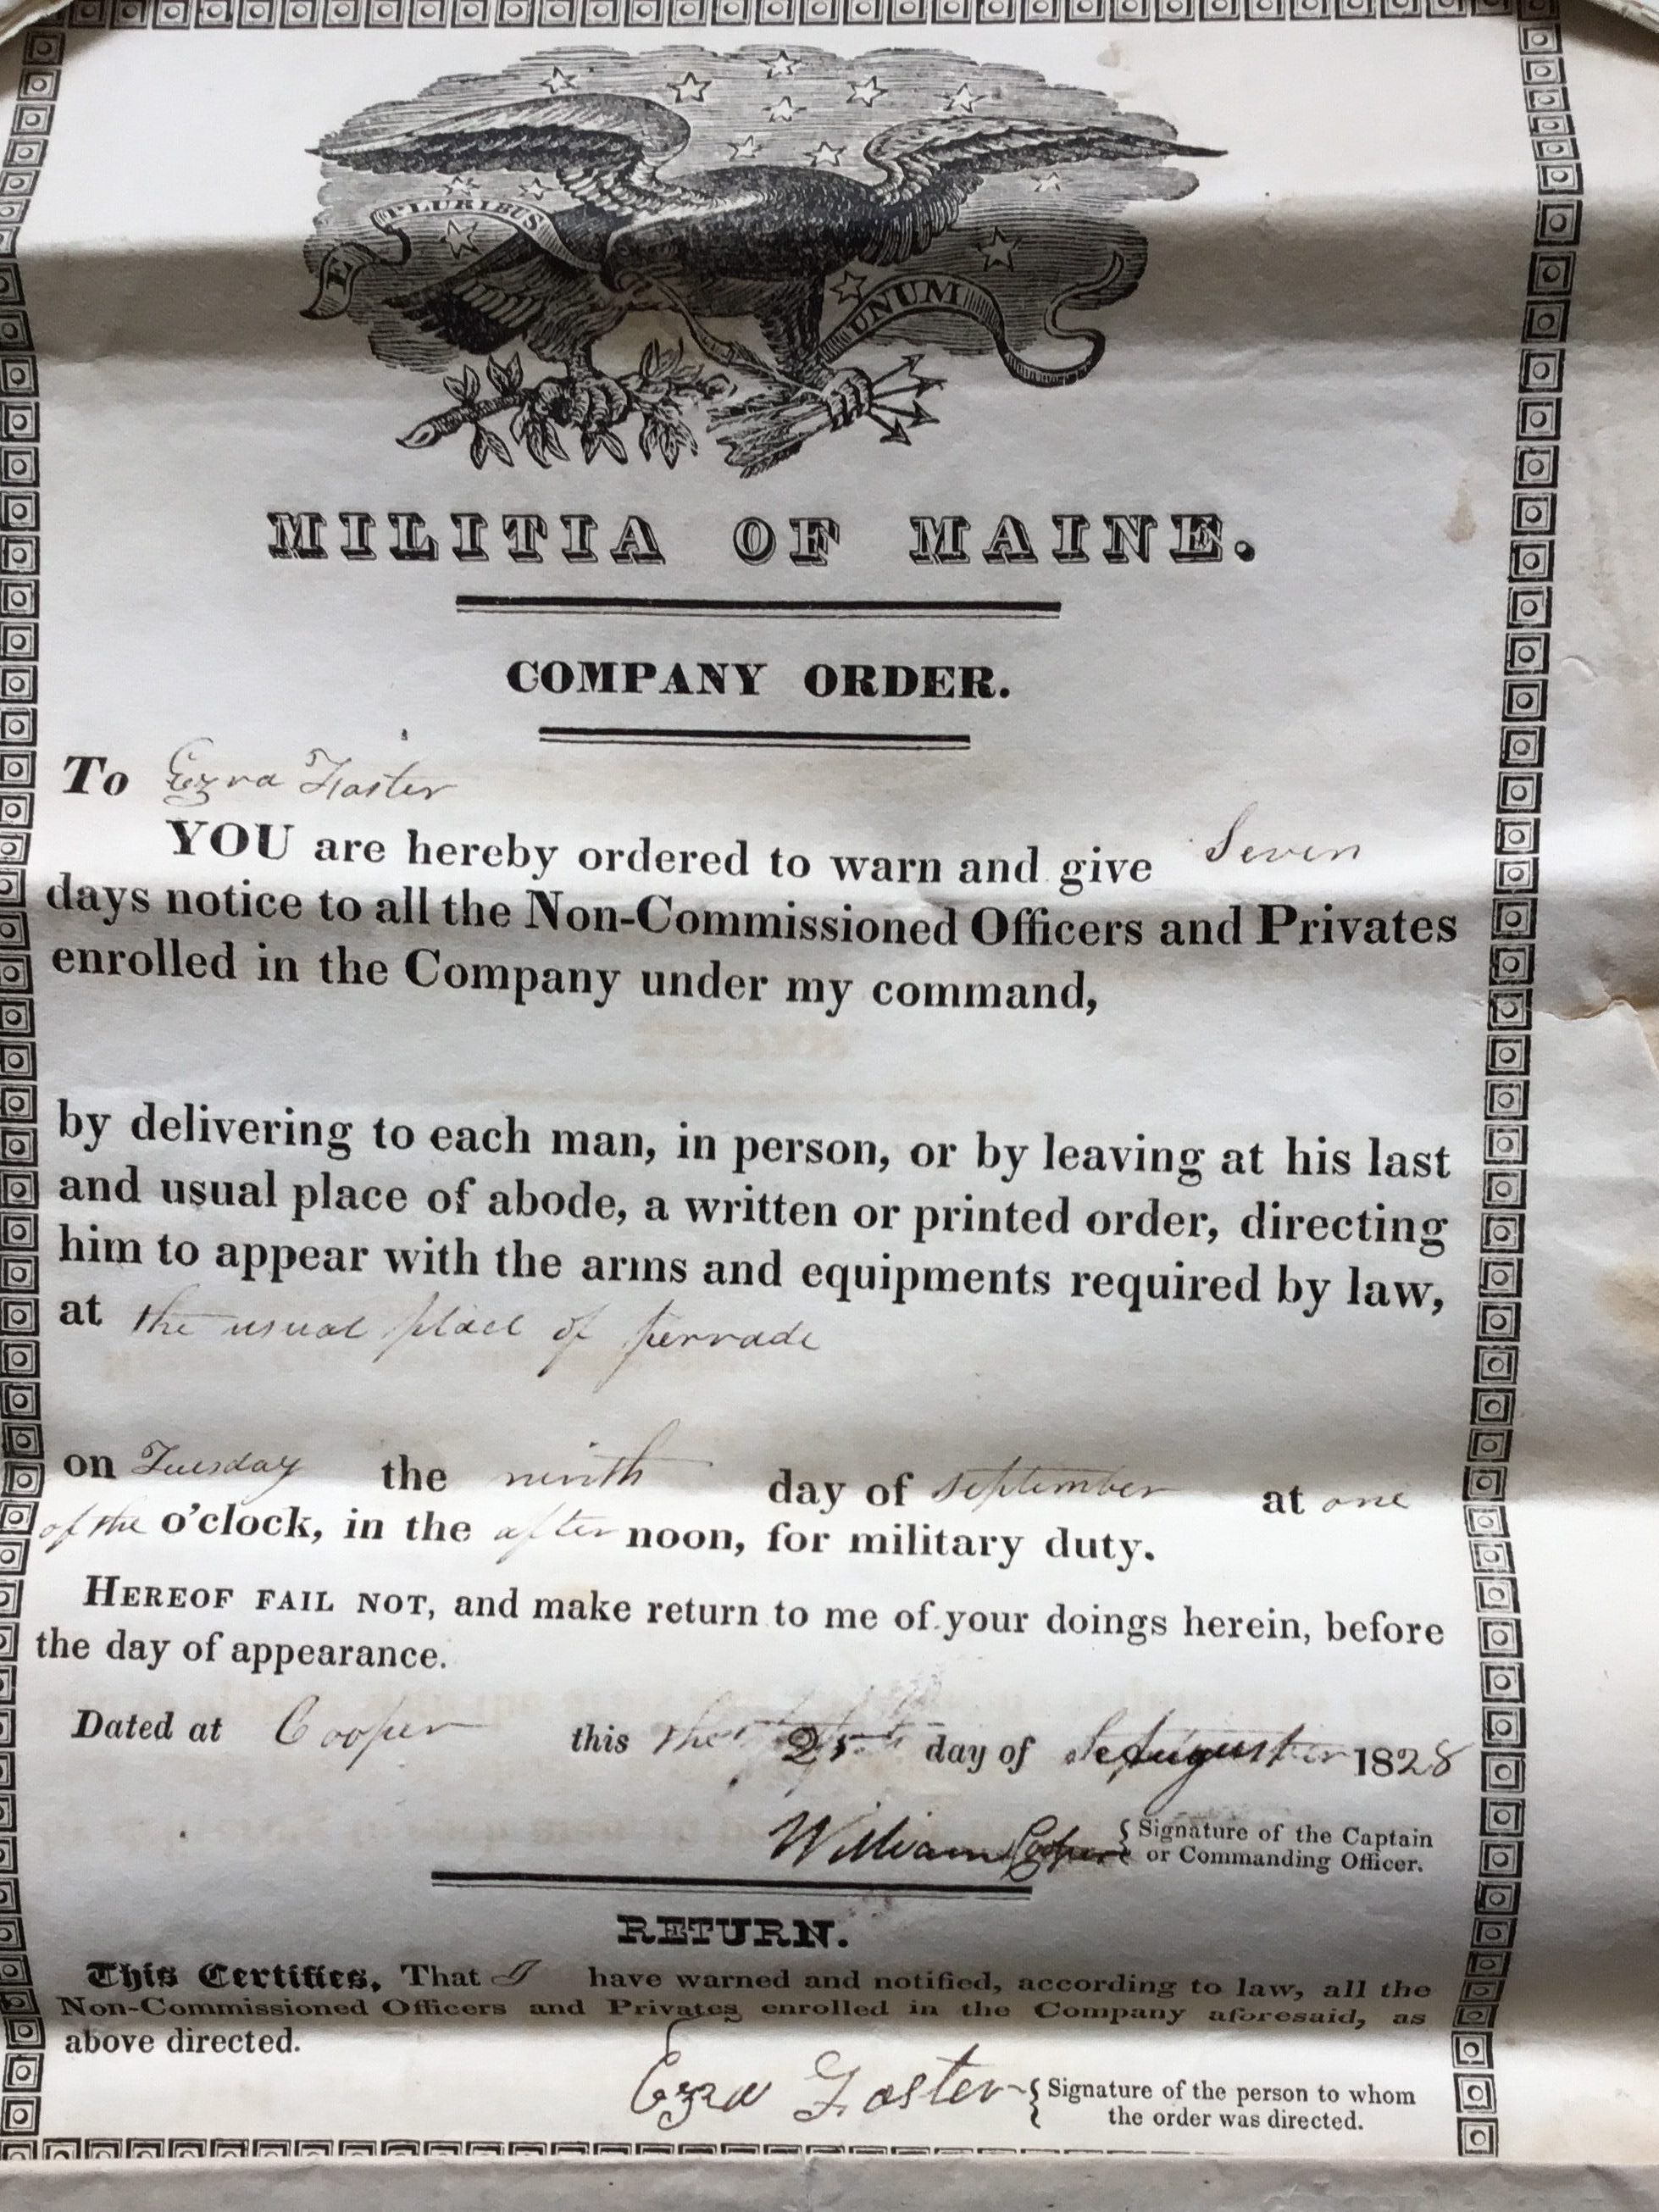 E PLURIBUS UNUM
MILITIA OF MAINE.
COMPANY ORDER.
To Ezra Foster
YOU are hereby ordered to warn and give Seven
days notice to all the Non-Commissioned Officers and Privates
enrolled in the Company under my command,
by delivering to each man, in person, or by leaving at his last
and usual place of abode, a written or printed order, directing
him to appear with the arms and equipments required by law,
at the usual place of perrade
on Tuesday the ninth day of September at one
of the o'clock, in the after noon, for military duty.
HEREOF FAIL NOT, and make return to me of your doings herein, before
the day of appearance.
Dated at Cooper this 25 day of August 1828
William Cooper { Signature of the Captain
or Commanding Officer.
RETURN.
This Certifies, That I have warned and notified, according to law, all the
Non-Commissioned Officers and Privates enrolled in the Company aforesaid, as
above directed.
Ezra Foster { Signature of the person to whom
the order was directed.